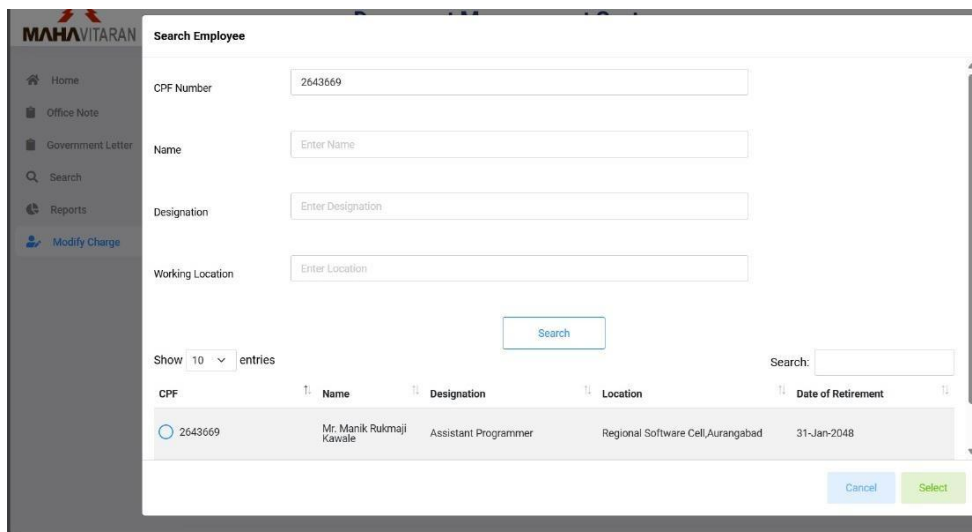 MAHAVITARAN
Search Employee
Home
Office Note
Government Letter
Search
Reports
Modify Charge
CPF Number
2643669
Name
Enter Name
Designation
Enter Designation
Working Location
Enter Location
Search
Show 10 entries
Search:
CPF Name Designation Location Date of Retirement
2643669 Mr. Manik Rukmaji Kawale Assistant Programmer Regional Software Cell,Aurangabad 31-Jan-2048
Cancel Select